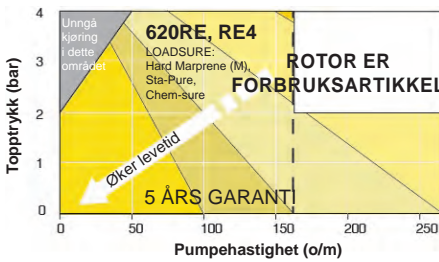 4
3
2
1
0
Topptrykk (bar)
Unngå
kjøring
i dette
området
620RE, RE4
LOADSURE:
Hard Marprene (M),
Sta-Pure,
Chem-sure
ROTOR ER
FORBRUKSARTIKKEL
Øker levetid
5 ÅRS GARANTI
0 50 100 150 200 250
Pumpehastighet (o/m)